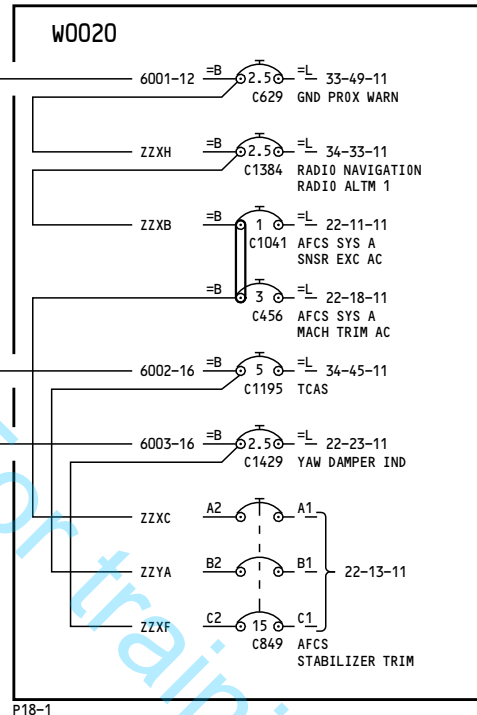 W0020
6001-12 =B 2.5 =L 33-49-11
C629 GND PROX WARN
ZZXH =B 2.5 =L 34-33-11
C1384 RADIO NAVIGATION
RADIO ALTM 1
ZZXB =B 1 =L 22-11-11
C1041 AFCS SYS A
SNSR EXC AC
=B 3 =L 22-18-11
C456 AFCS SYS A
MACH TRIM AC
6002-16 =B 5 =L 34-45-11
C1195 TCAS
6003-16 =B 2.5 =L 22-23-11
C1429 YAW DAMPER IND
ZZXC A2 A1
ZZYA B2 B1 22-13-11
ZZXF C2 15 C1
C849 AFCS
STABILIZER TRIM
P18-1
for train